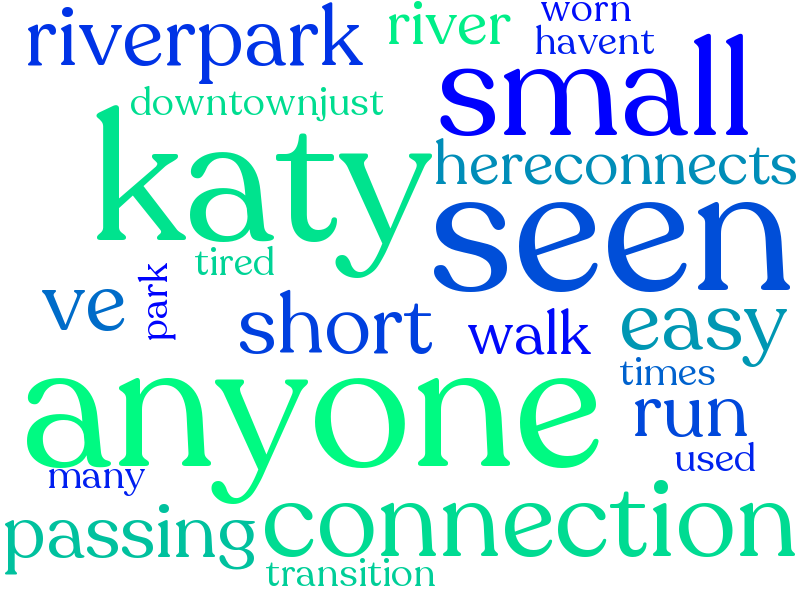 worn
river
riverpark
havent
small
downtownjust
katy
hereconnects
seen
tired
park
ve
short
walk
easy
times
anyone
run
used
many
passing
connection
transition